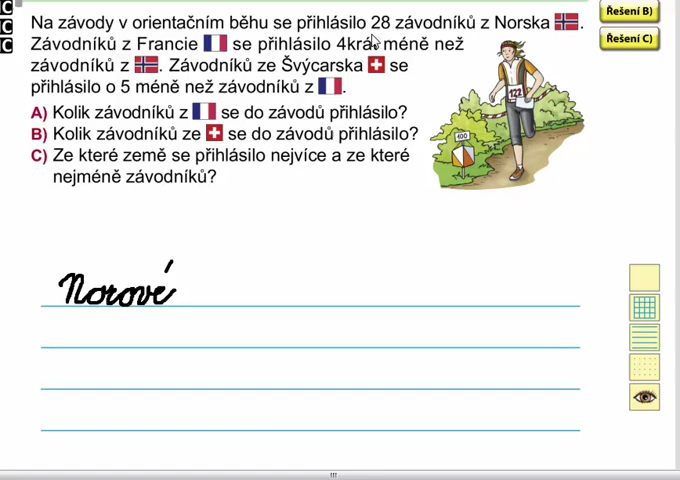 Na závody v orientačním běhu se přihlásilo 28 závodníků z Norska .
Závodníků z Francie se přihlásilo 4krát méně než
závodníků z . Závodníků ze Švýcarska se
přihlásilo o 5 méně než závodníků z .
A) Kolik závodníků z se do závodů přihlásilo?
B) Kolik závodníků ze se do závodů přihlásilo?
C) Ze které země se přihlásilo nejvíce a ze které
nejméně závodníků?
Řešení B)
Řešení C)
122
100
Norové